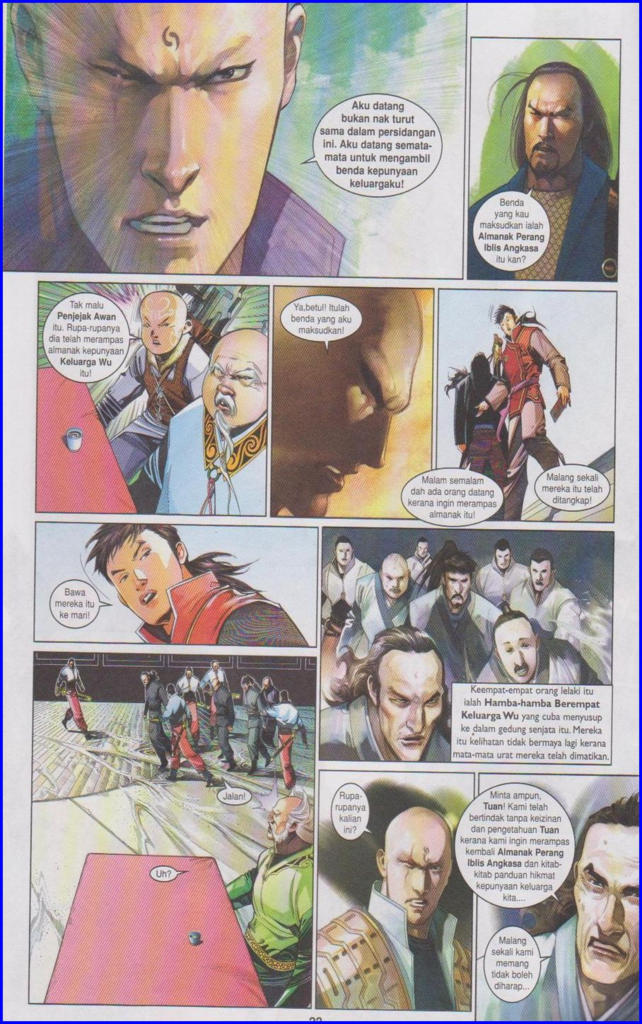 Aku datang
bukan nak turut
sama dalam persidangan
ini. Aku datang semata-
mata untuk mengambil
benda kepunyaan
keluargaku!
Benda
yang kau
maksudkan ialah
Almanak Perang
Iblis Angkasa
itu kan?
Tak malu
Penjejak Awan
itu. Rupa-rupanya
dia telah merampas
almanak kepunyaan
Keluarga Wu
itu!
Ya,betul! Itulah
benda yang aku
maksudkan!
Malam semalam
dah ada orang datang
kerana ingin merampas
almanak itu!
Malang sekali
mereka itu telah
ditangkap!
Bawa
mereka itu
ke mari!
Keempat-empat orang lelaki itu
ialah Hamba-hamba Berempat
Keluarga Wu yang cuba menyusup
ke dalam gedung senjata itu. Mereka
itu kelihatan tidak bermaya lagi kerana
mata-mata urat mereka telah dimatikan.
Jalan!
Uh?
Rupa-
rupanya
kalian
ini?
Minta ampun,
Tuan! Kami telah
bertindak tanpa keizinan
dan pengetahuan Tuan
kerana kami ingin merampas
kembali Almanak Perang
Iblis Angkasa dan kitab-
kitab panduan hikmat
kepunyaan keluarga
kita....
Malang
sekali kami
memang
tidak boleh
diharap...